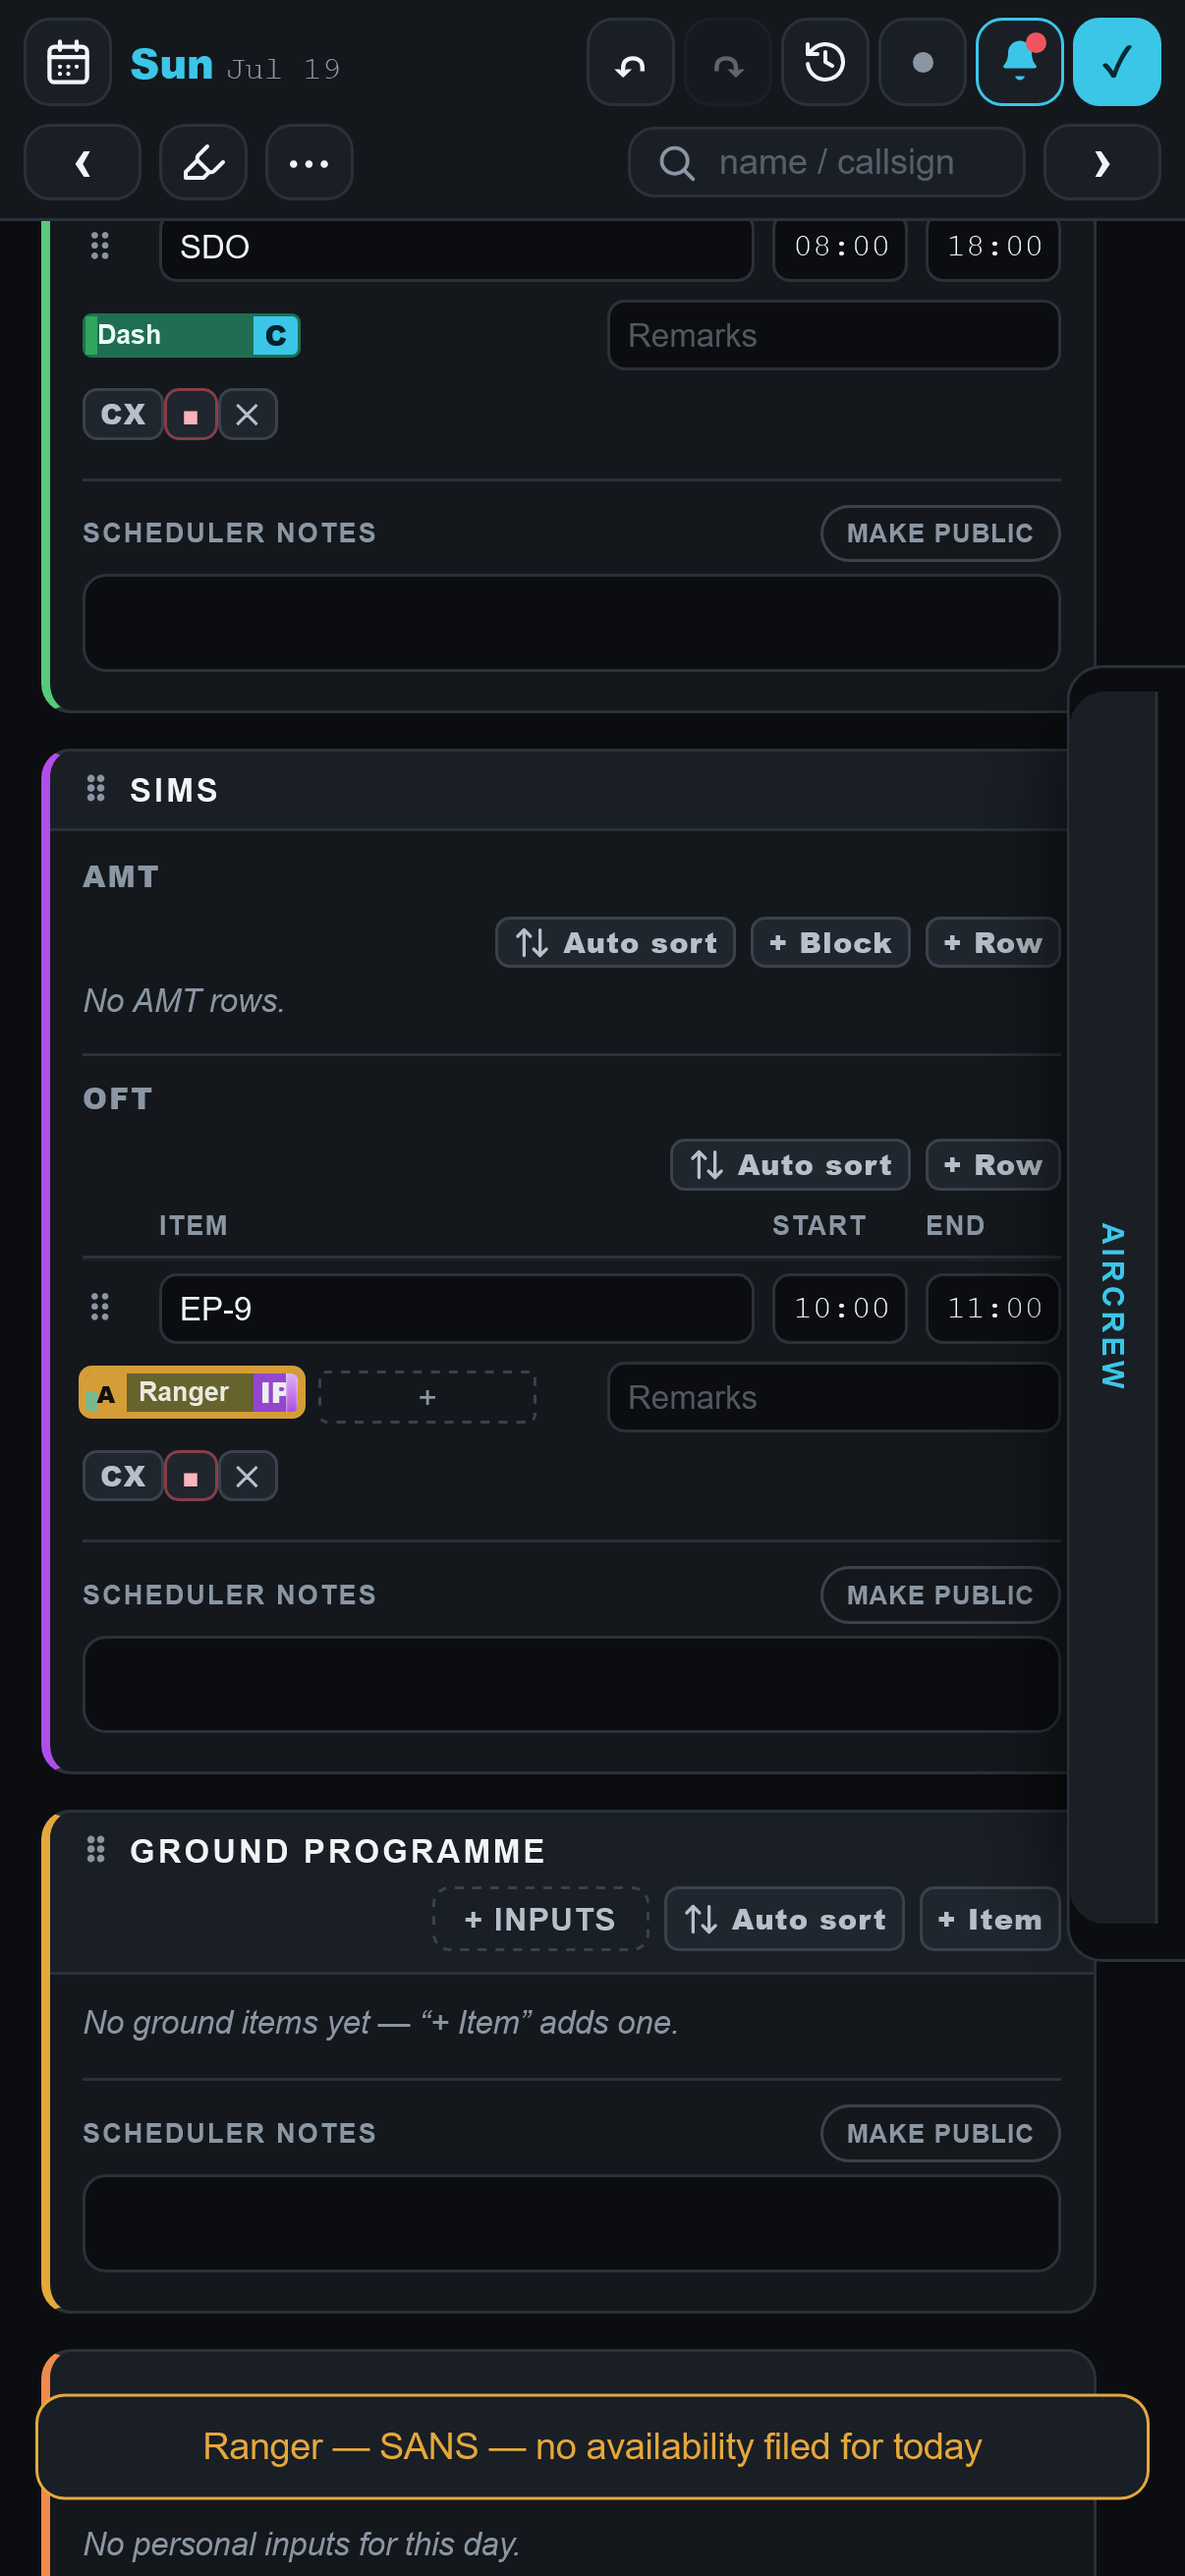 Sun Jul 19
name / callsign
SDO 08:00 18:00
Dash C Remarks
CX
SCHEDULER NOTES MAKE PUBLIC
SIMS
AMT
Auto sort + Block + Row
No AMT rows.
OFT
Auto sort + Row
ITEM START END
EP-9 10:00 11:00
A Ranger IP + Remarks
CX
AIRCREW
SCHEDULER NOTES MAKE PUBLIC
GROUND PROGRAMME
+ INPUTS Auto sort + Item
No ground items yet — “+ Item” adds one.
SCHEDULER NOTES MAKE PUBLIC
Ranger — SANS — no availability filed for today
No personal inputs for this day.